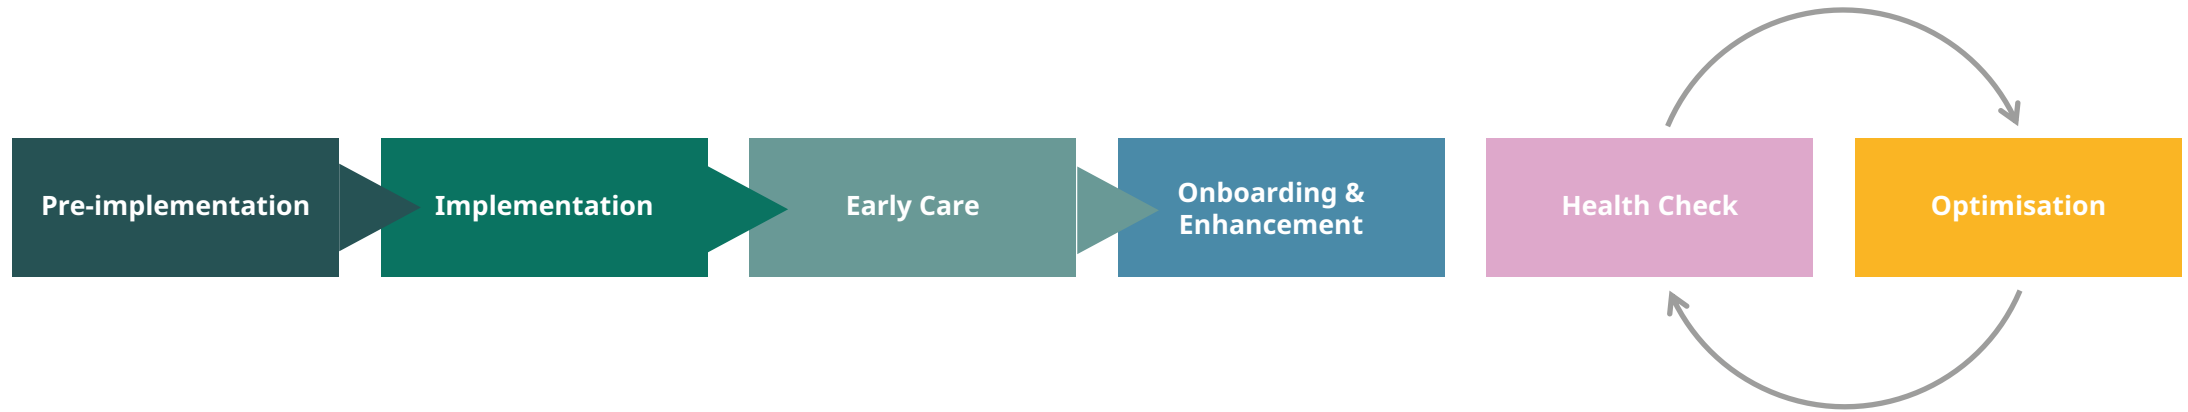 Pre-implementation
Implementation
Early Care
Onboarding &
Enhancement
Health Check
Optimisation